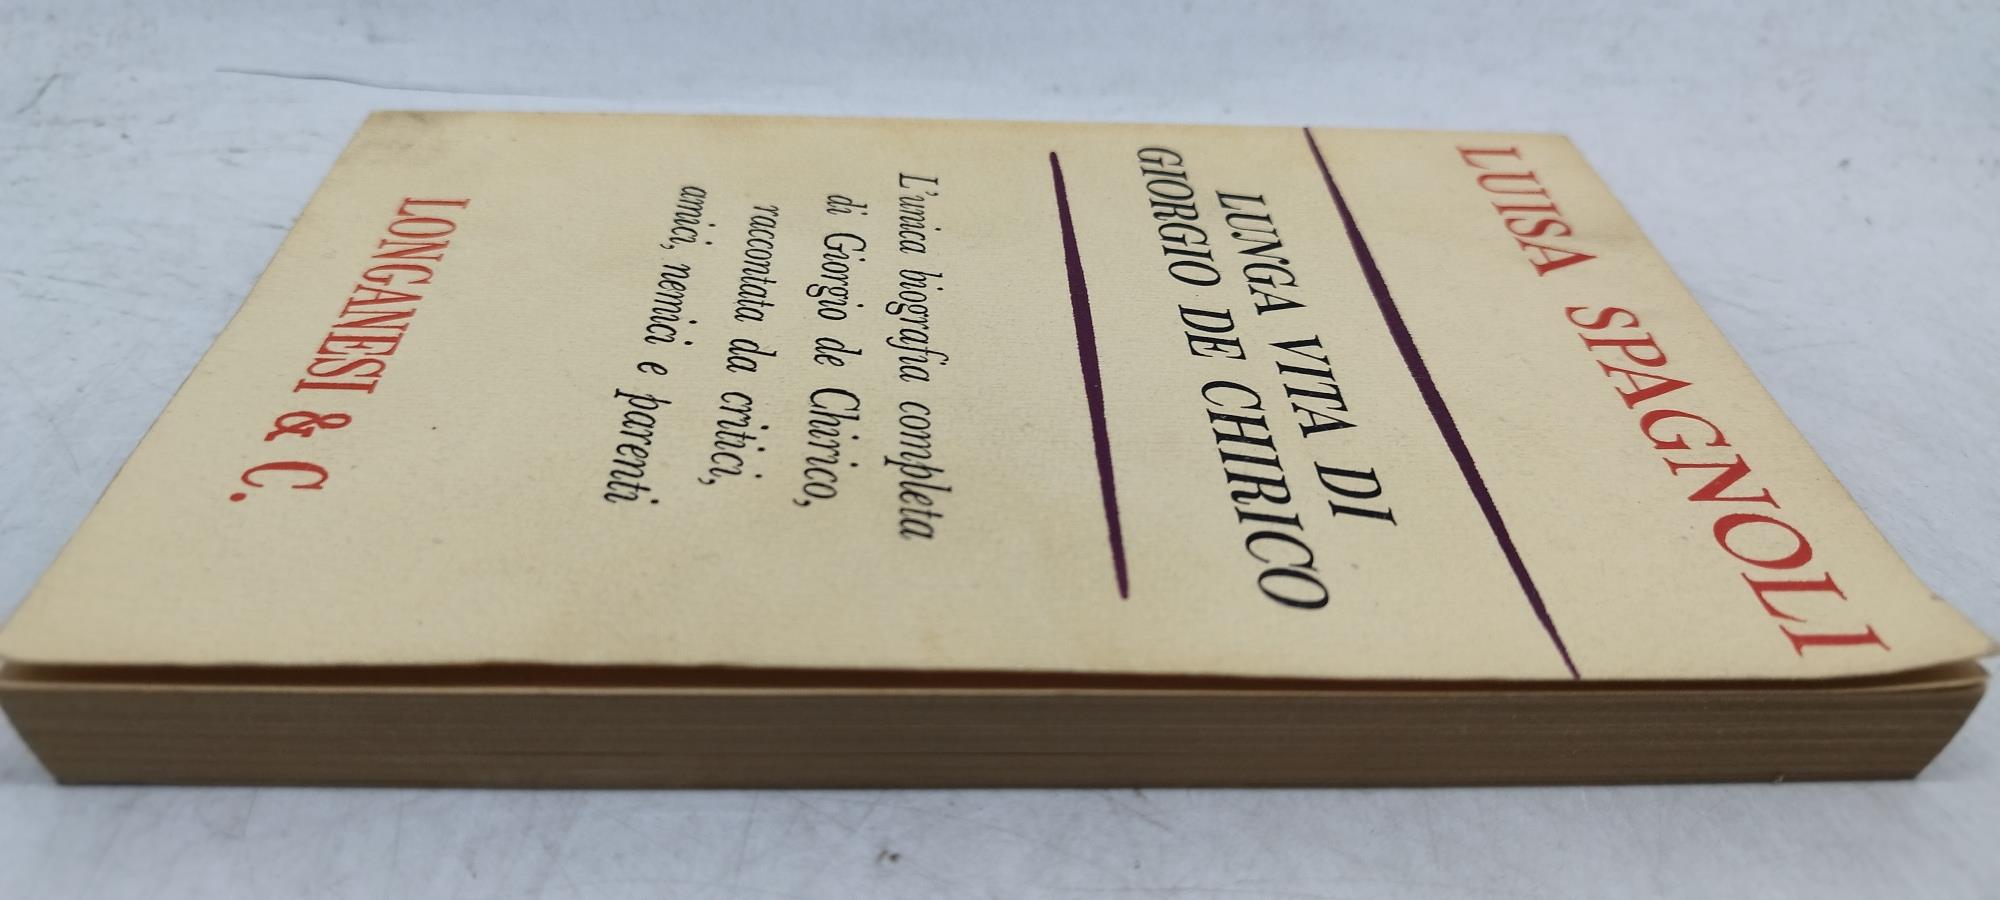 LUISA SPAGNOLI
LUNGA VITA DI
GIORGIO DE CHIRICO
L'unica biografia completa
di Giorgio de Chirico,
raccontata da critici,
amici, nemici e parenti
LONGANESI & C.